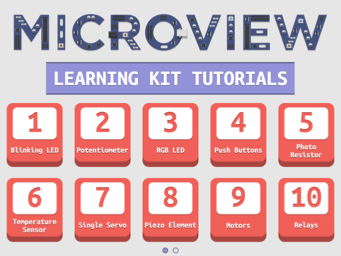 MICROVIEW
LEARNING KIT TUTORIALS
1
2
3
4
5
Blinking LED
Potentiometer
RGB LED
Push Buttons
Photo
Resistor
6
7
8
9
10
Temperature
Sensor
Single Servo
Piezo Element
Motors
Relays